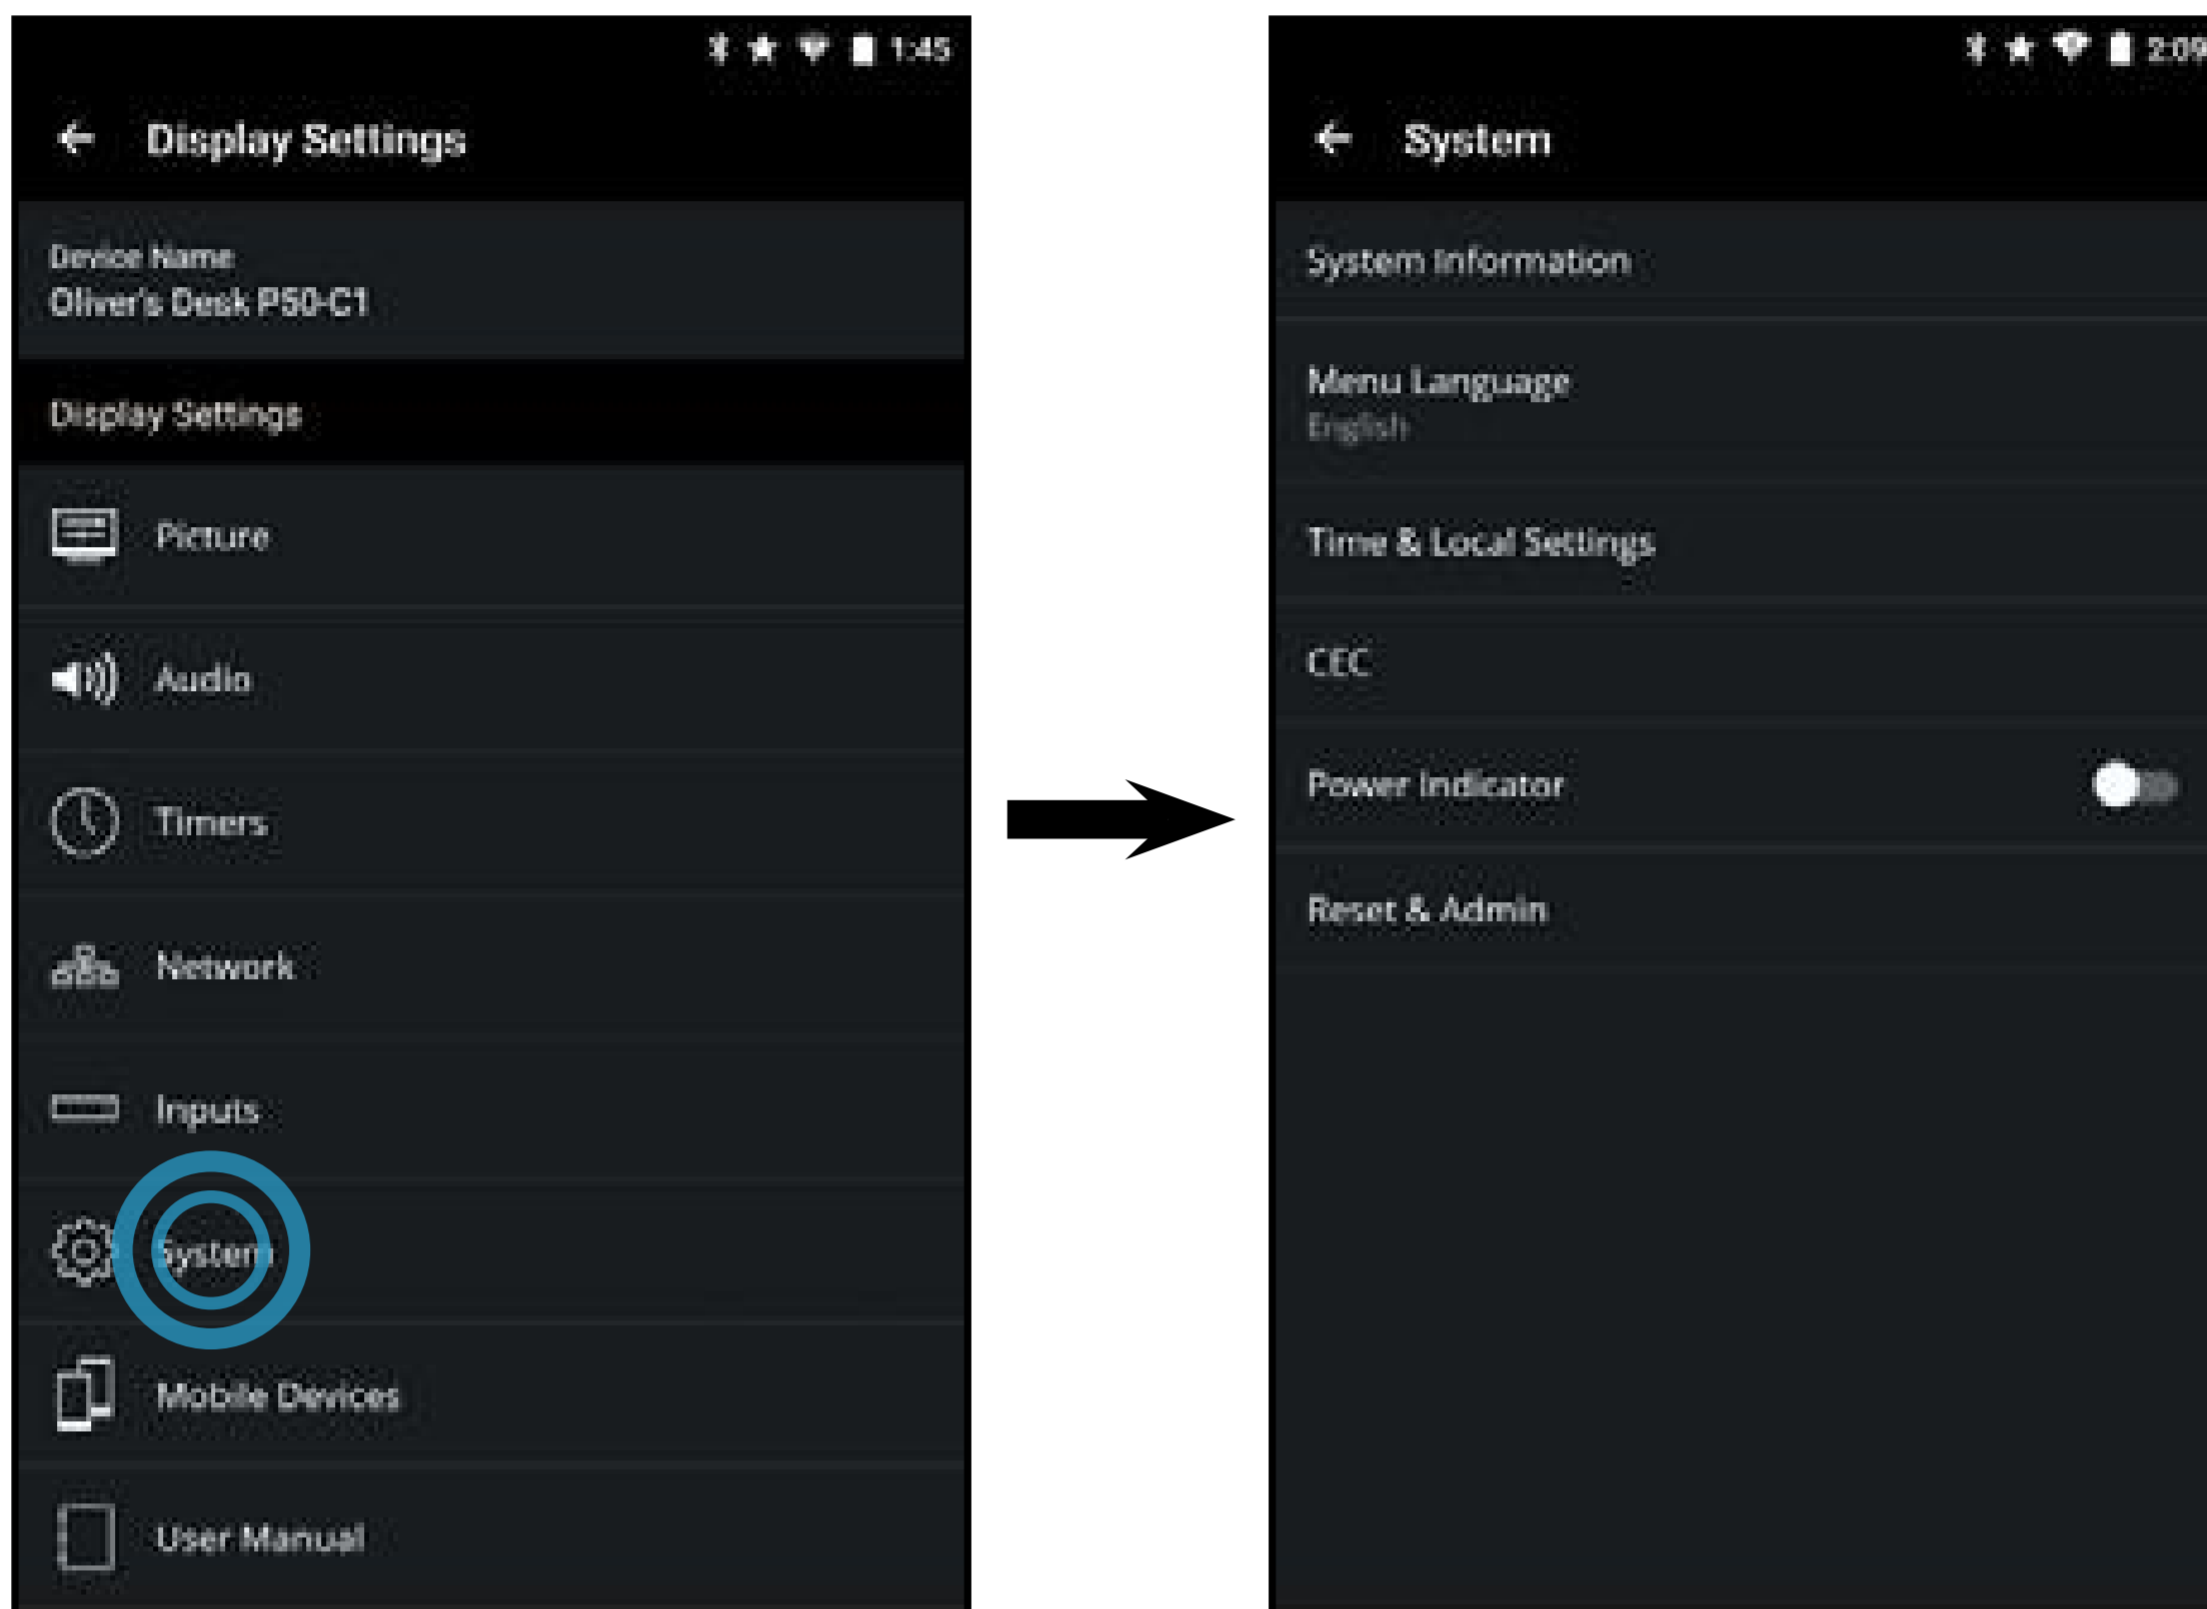 1:45
Display Settings
Device Name
Oliver's Desk P50-C1
Display Settings
Picture
Audio
Timers
Network
Inputs
System
Mobile Devices
User Manual
2:09
System
System Information
Menu Language
English
Time & Local Settings
CEC
Power Indicator
Reset & Admin